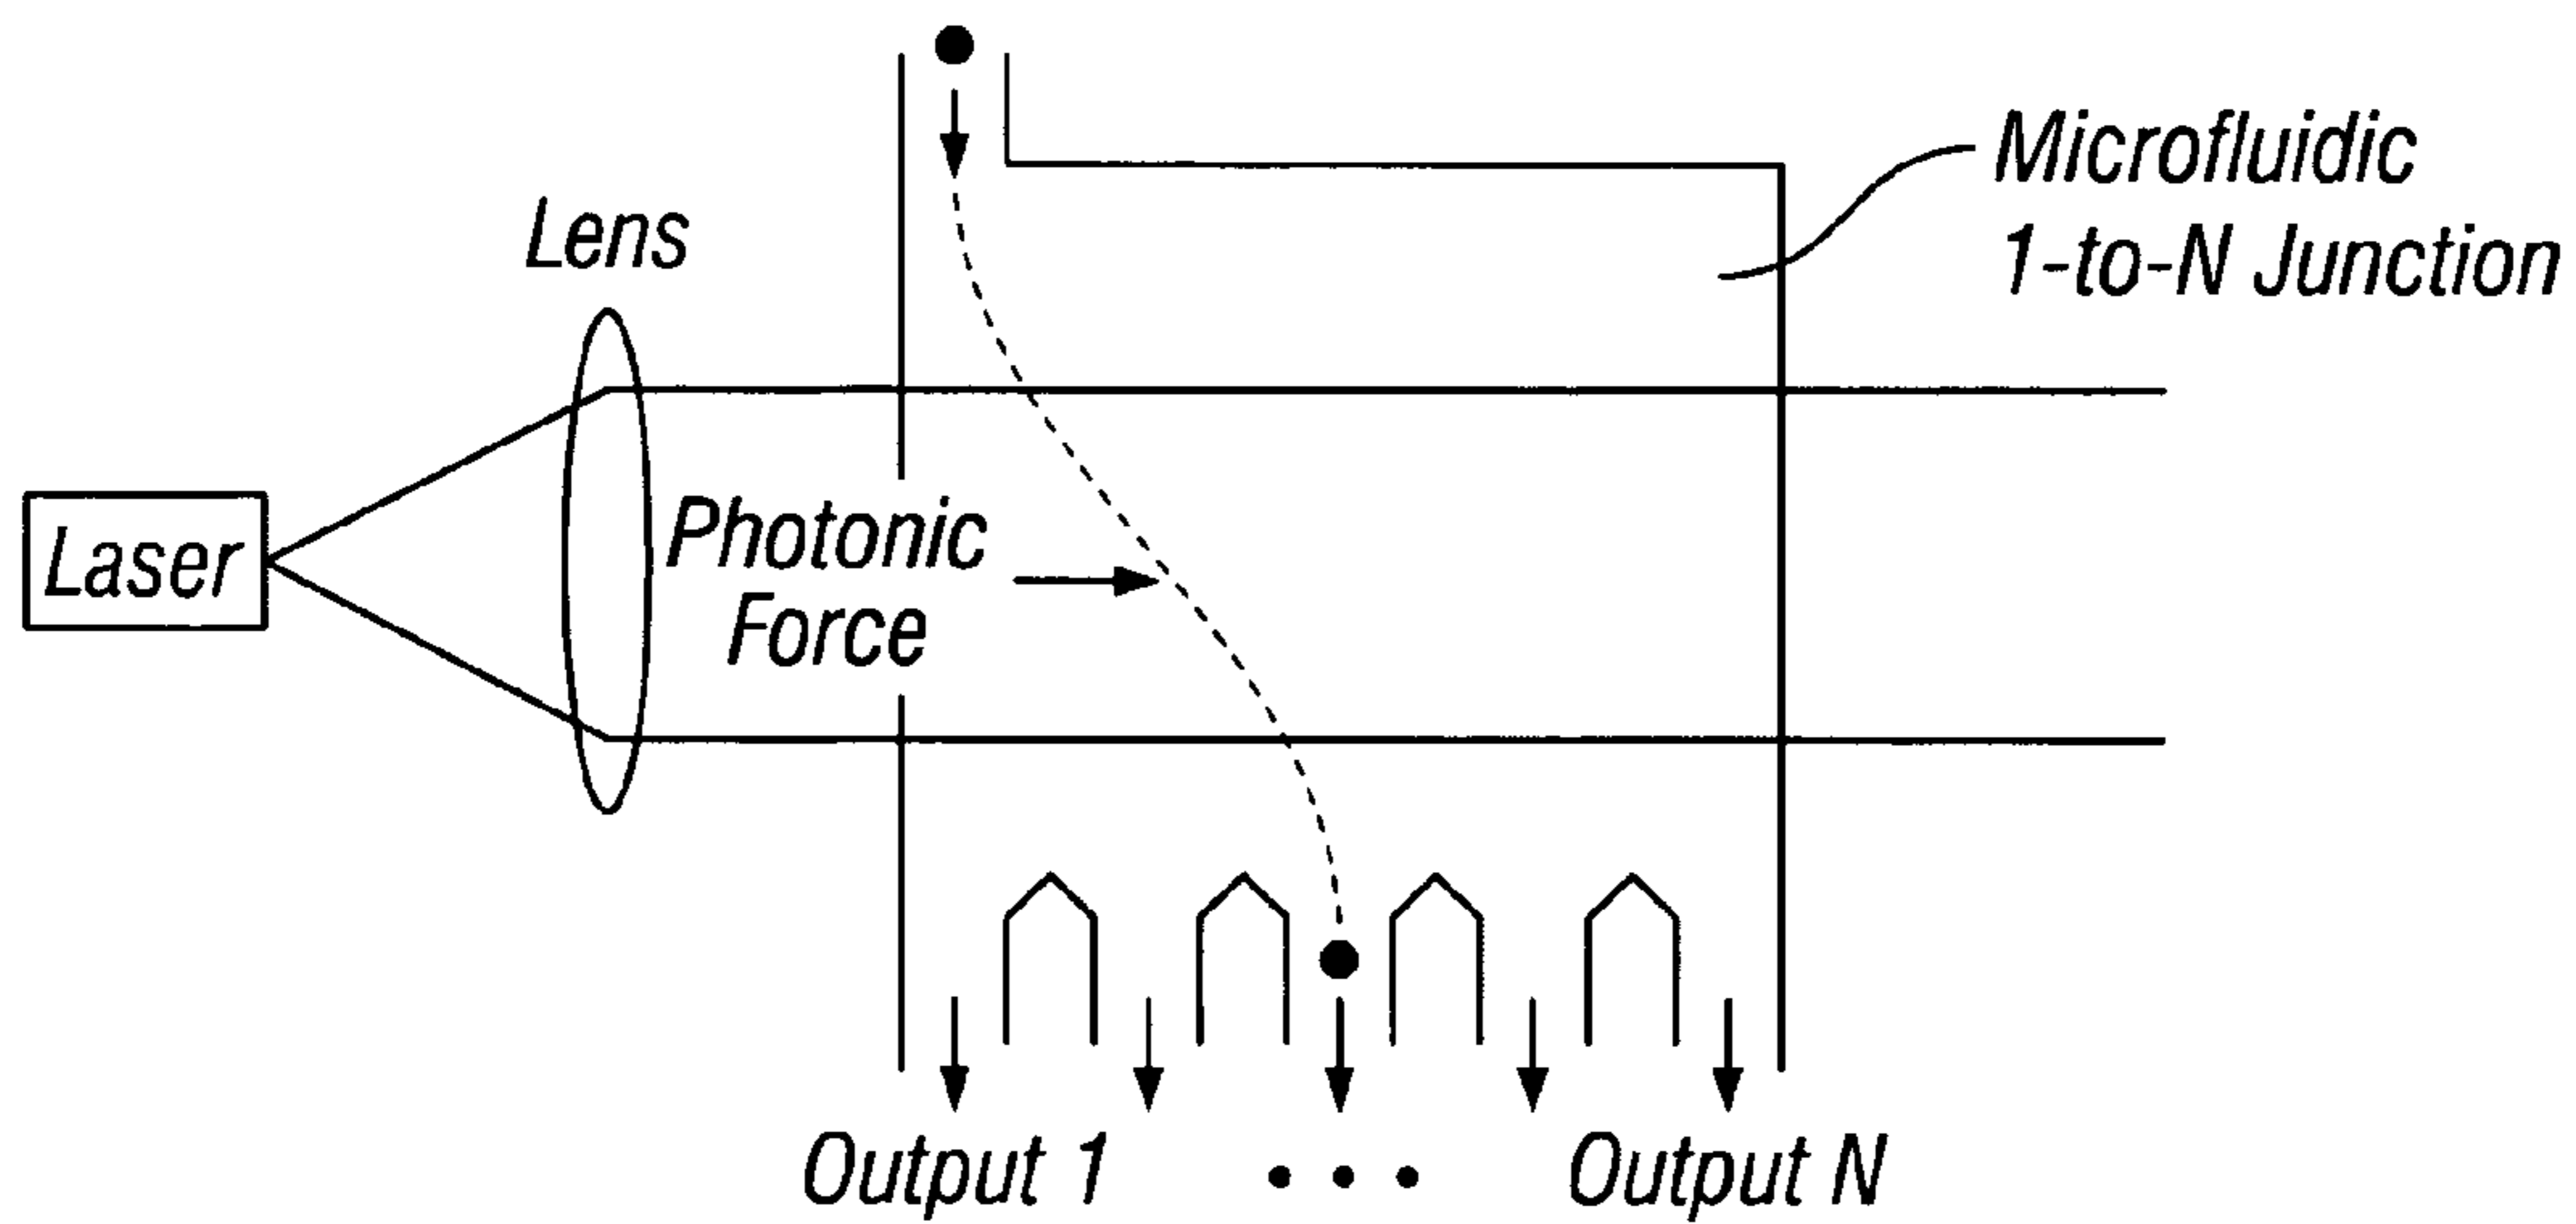 Microfluidic
1-to-N Junction
Lens
Laser
Photonic
Force
Output 1
• • •
Output N